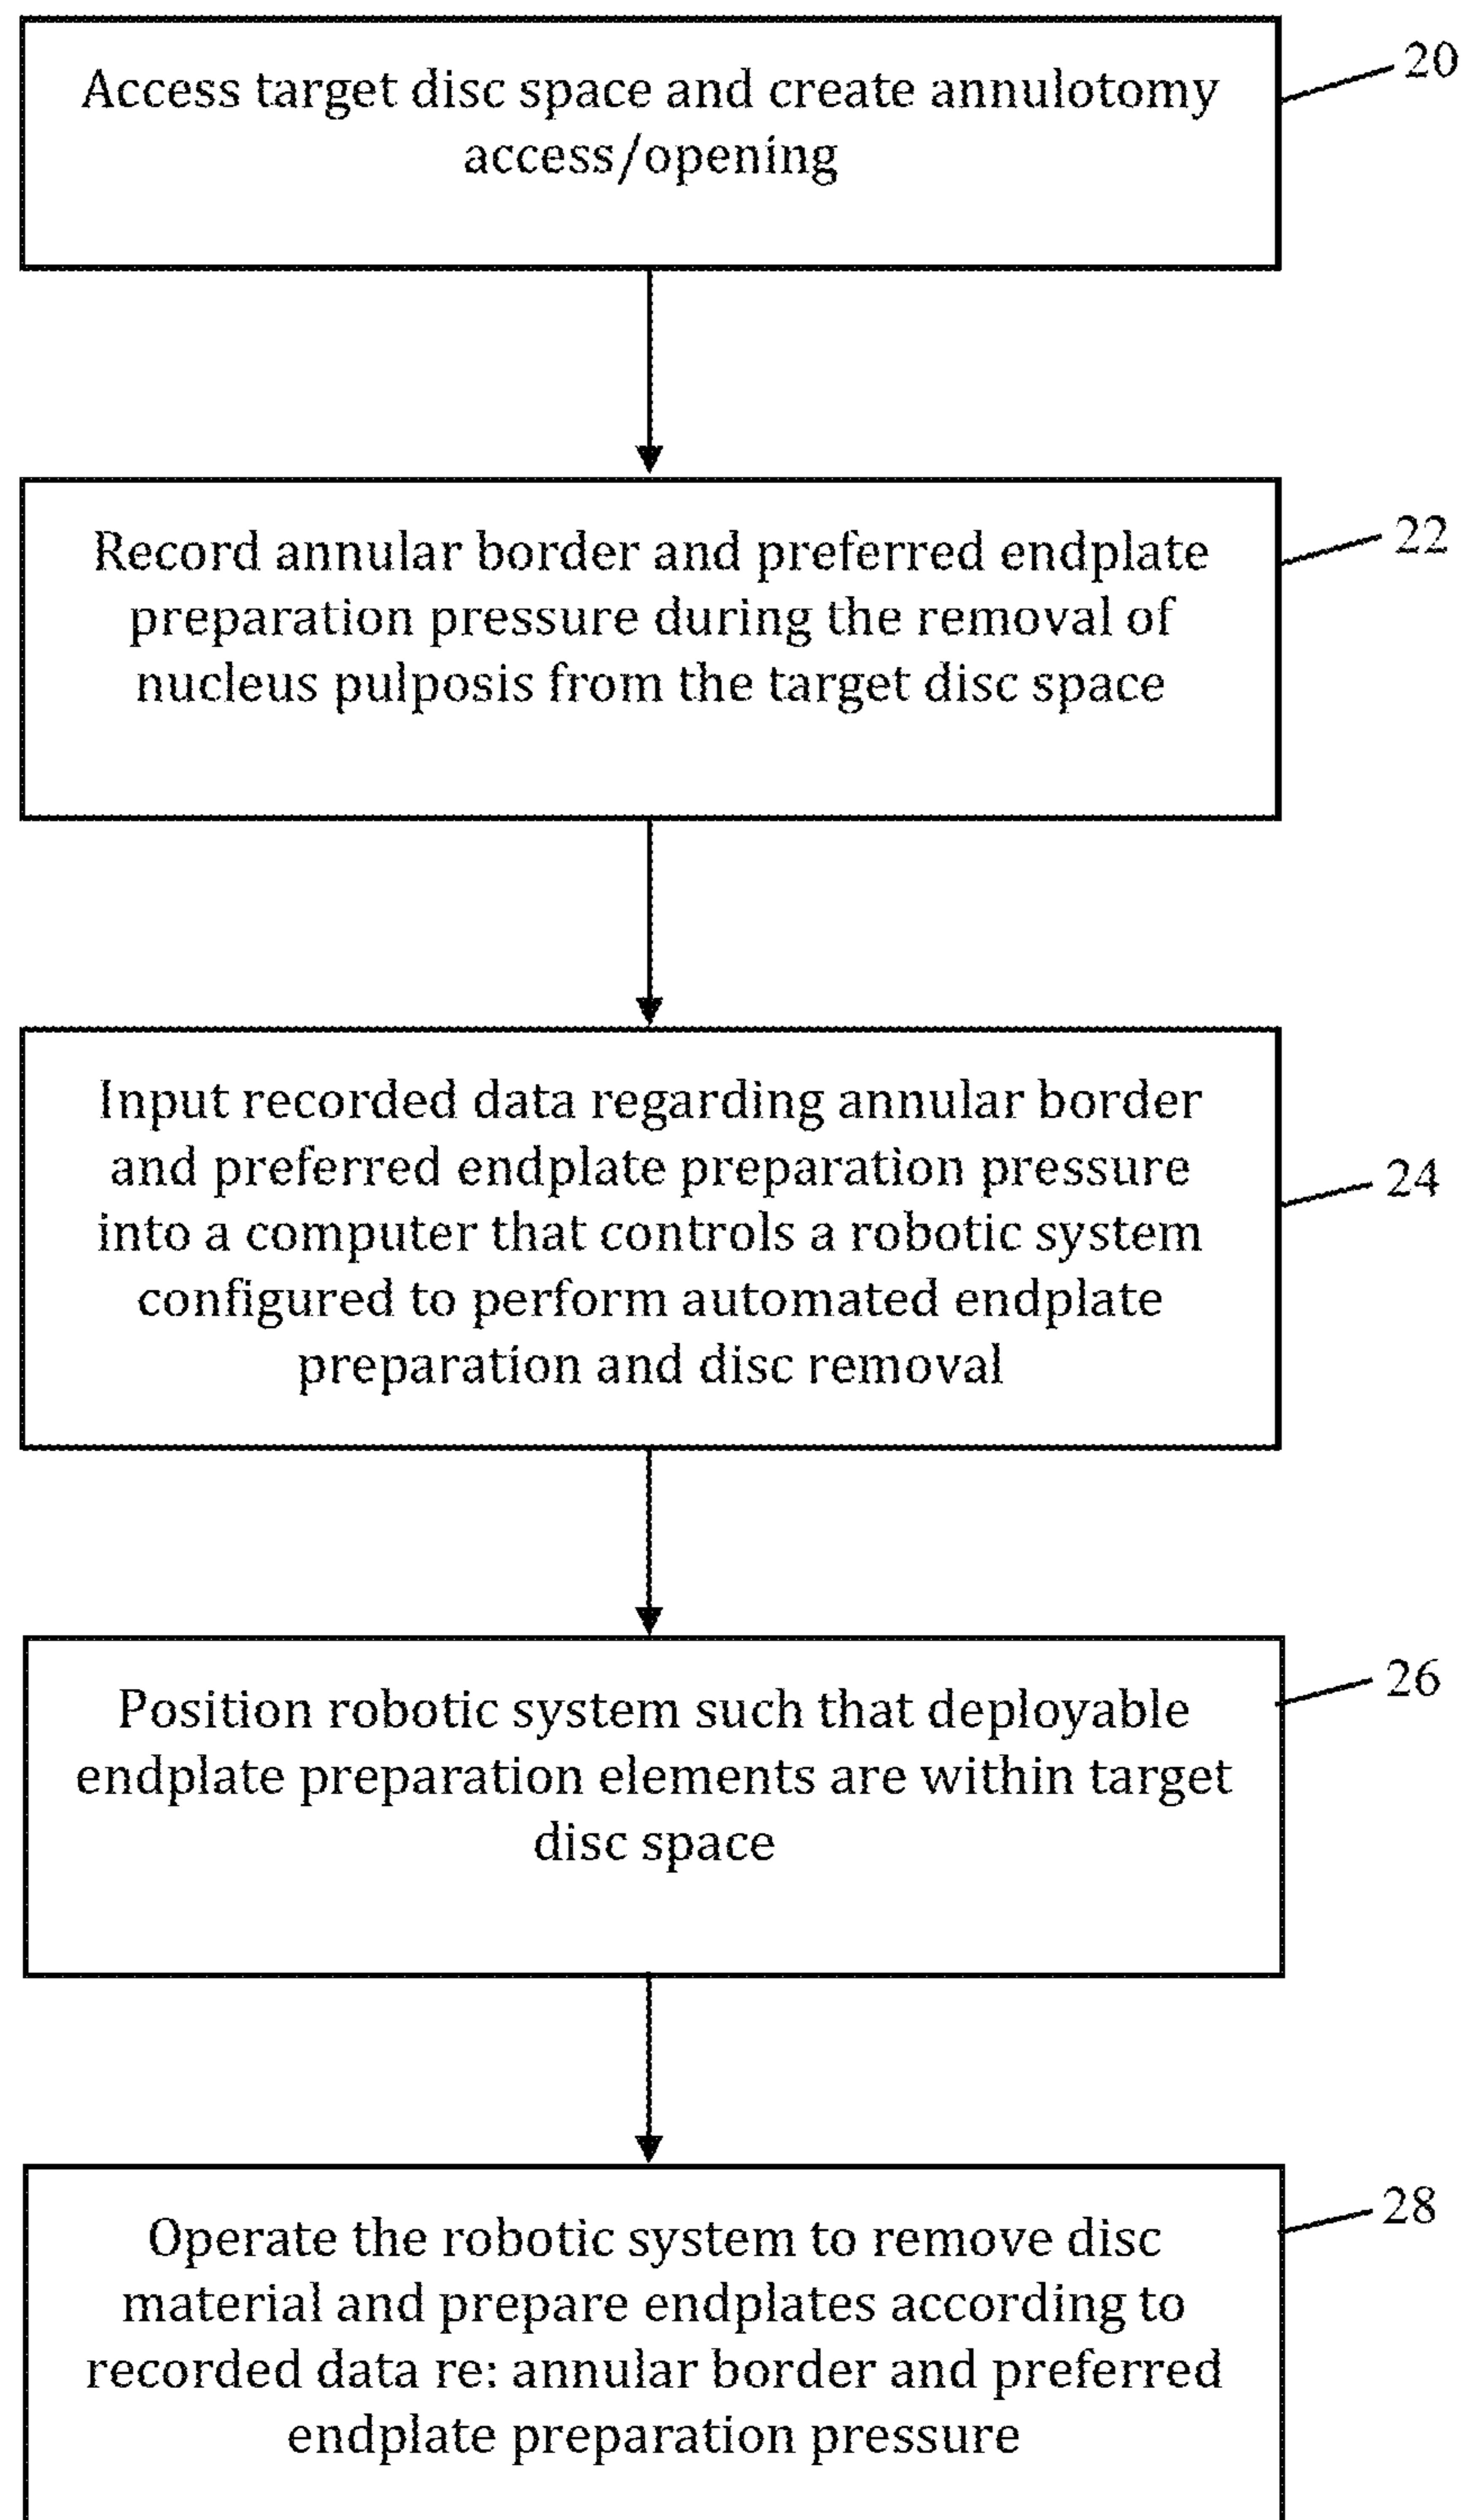 Access target disc space and create annulotomy
access/opening
20
Record annular border and preferred endplate
preparation pressure during the removal of
nucleus pulposis from the target disc space
22
Input recorded data regarding annular border
and preferred endplate preparation pressure
into a computer that controls a robotic system
configured to perform automated endplate
preparation and disc removal
24
Position robotic system such that deployable
endplate preparation elements are within target
disc space
26
Operate the robotic system to remove disc
material and prepare endplates according to
recorded data re: annular border and preferred
endplate preparation pressure
28